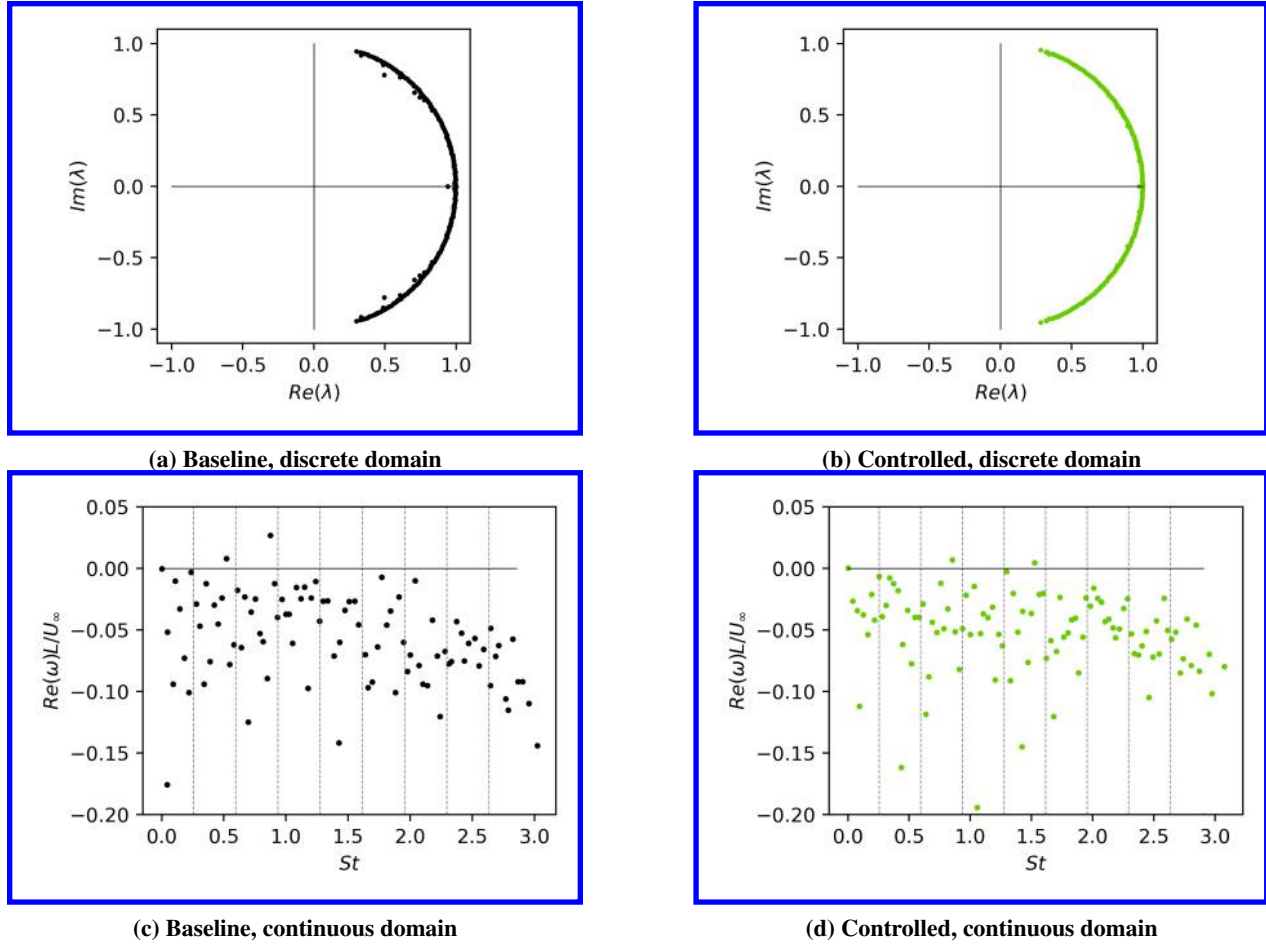 1.0
0.5
0.0
−0.5
−1.0
Im(λ)
−1.0 −0.5 0.0 0.5 1.0
Re(λ)
(a) Baseline, discrete domain
1.0
0.5
0.0
−0.5
−1.0
Im(λ)
−1.0 −0.5 0.0 0.5 1.0
Re(λ)
(b) Controlled, discrete domain
0.05
0.00
−0.05
−0.10
−0.15
−0.20
Re(ω)L/U∞
0.0 0.5 1.0 1.5 2.0 2.5 3.0
St
(c) Baseline, continuous domain
0.05
0.00
−0.05
−0.10
−0.15
−0.20
Re(ω)L/U∞
0.0 0.5 1.0 1.5 2.0 2.5 3.0
St
(d) Controlled, continuous domain